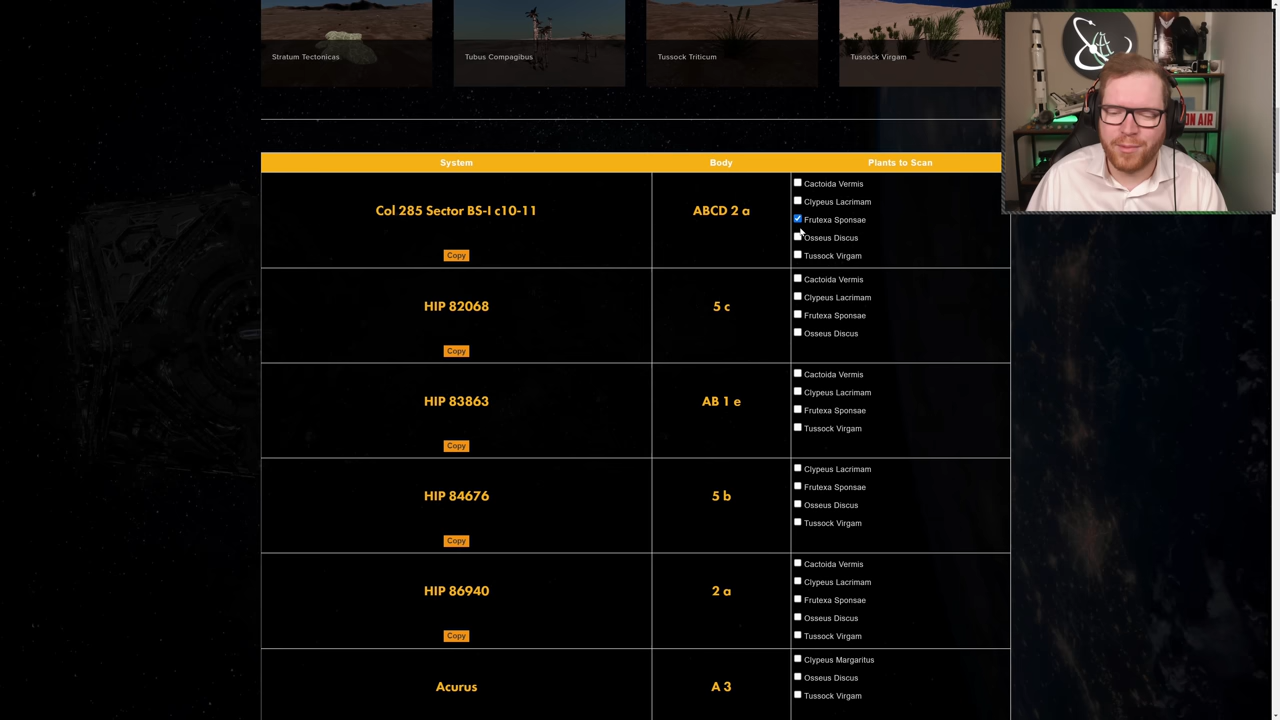 Stratum Tectonicas
Tubus Compagibus
Tussock Triticum
Tussock Virgam
ON AIR
System Body Plants to Scan
Col 285 Sector BS-I c10-11
Copy
ABCD 2 a
Cactoida Vermis
Clypeus Lacrimam
Frutexa Sponsae
Osseus Discus
Tussock Virgam
HIP 82068
Copy
5 c
Cactoida Vermis
Clypeus Lacrimam
Frutexa Sponsae
Osseus Discus
HIP 83863
Copy
AB 1 e
Cactoida Vermis
Clypeus Lacrimam
Frutexa Sponsae
Tussock Virgam
HIP 84676
Copy
5 b
Clypeus Lacrimam
Frutexa Sponsae
Osseus Discus
Tussock Virgam
HIP 86940
Copy
2 a
Cactoida Vermis
Clypeus Lacrimam
Frutexa Sponsae
Osseus Discus
Tussock Virgam
Acurus
A 3
Clypeus Margaritus
Osseus Discus
Tussock Virgam